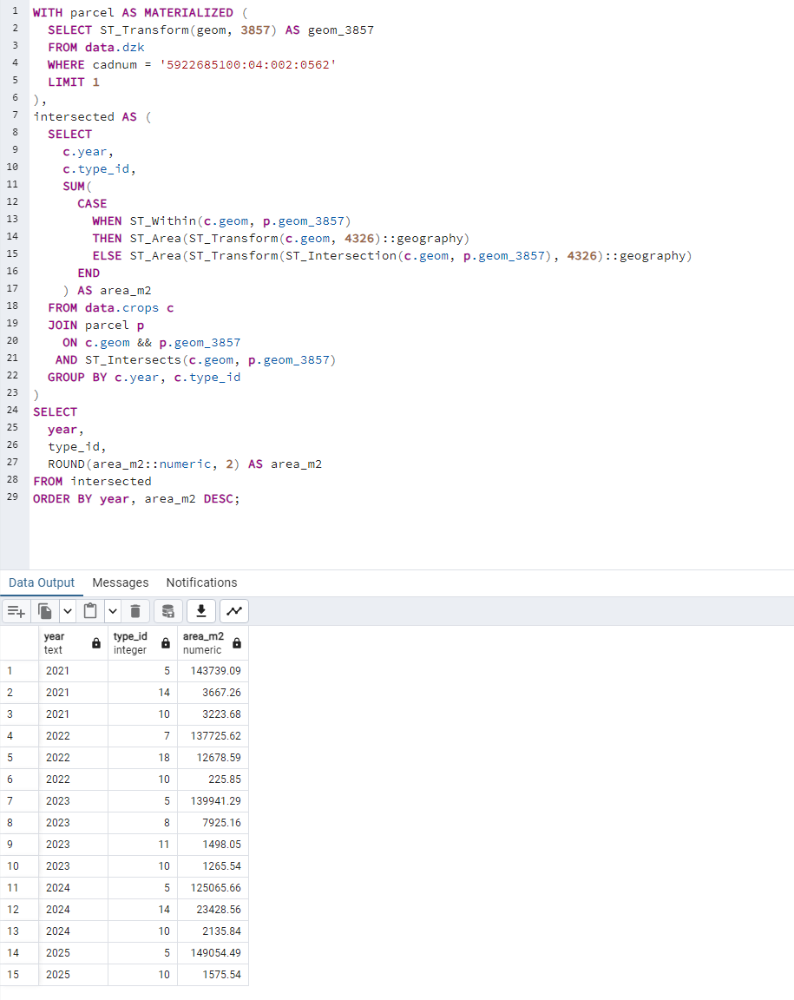 1 WITH parcel AS MATERIALIZED (
2 SELECT ST_Transform(geom, 3857) AS geom_3857
3 FROM data.dzk
4 WHERE cadnum = '5922685100:04:002:0562'
5 LIMIT 1
6 ),
7 intersected AS (
8 SELECT
9 c.year,
10 c.type_id,
11 SUM(
12 CASE
13 WHEN ST_Within(c.geom, p.geom_3857)
14 THEN ST_Area(ST_Transform(c.geom, 4326)::geography)
15 ELSE ST_Area(ST_Transform(ST_Intersection(c.geom, p.geom_3857), 4326)::geography)
16 END
17 ) AS area_m2
18 FROM data.crops c
19 JOIN parcel p
20 ON c.geom && p.geom_3857
21 AND ST_Intersects(c.geom, p.geom_3857)
22 GROUP BY c.year, c.type_id
23 )
24 SELECT
25 year,
26 type_id,
27 ROUND(area_m2::numeric, 2) AS area_m2
28 FROM intersected
29 ORDER BY year, area_m2 DESC;
Data Output Messages Notifications
year type_id area_m2
text integer numeric
1 2021 5 143739.09
2 2021 14 3667.26
3 2021 10 3223.68
4 2022 7 137725.62
5 2022 18 12678.59
6 2022 10 225.85
7 2023 5 139941.29
8 2023 8 7925.16
9 2023 11 1498.05
10 2023 10 1265.54
11 2024 5 125065.66
12 2024 14 23428.56
13 2024 10 2135.84
14 2025 5 149054.49
15 2025 10 1575.54